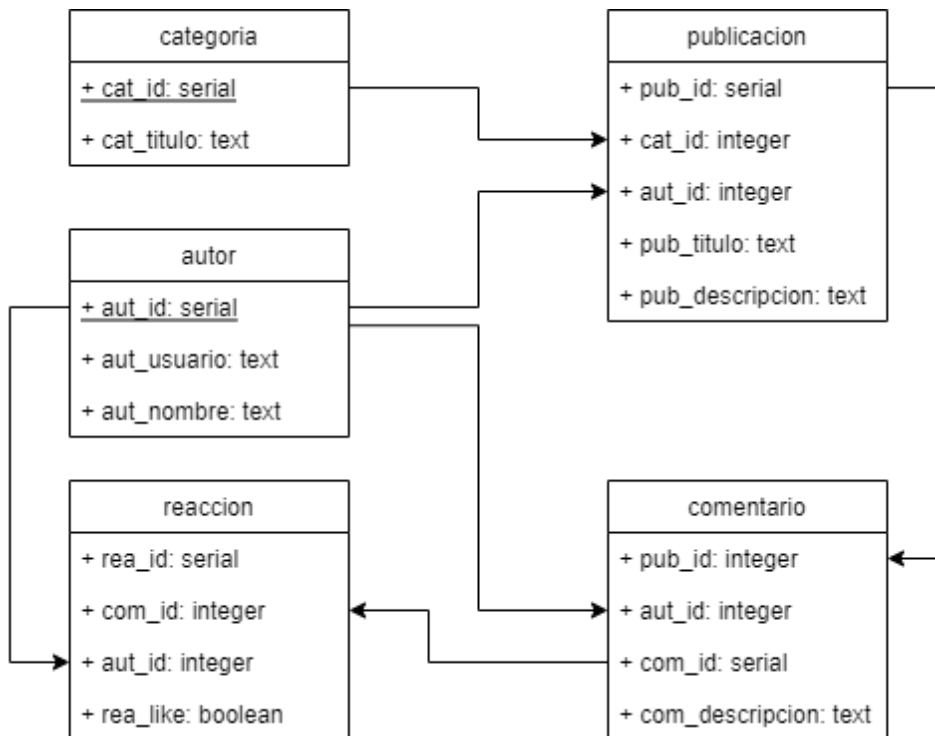 categoria
+ cat_id: serial
+ cat_titulo: text
publicacion
+ pub_id: serial
+ cat_id: integer
+ aut_id: integer
+ pub_titulo: text
+ pub_descripcion: text
autor
+ aut_id: serial
+ aut_usuario: text
+ aut_nombre: text
reaccion
+ rea_id: serial
+ com_id: integer
+ aut_id: integer
+ rea_like: boolean
comentario
+ pub_id: integer
+ aut_id: integer
+ com_id: serial
+ com_descripcion: text